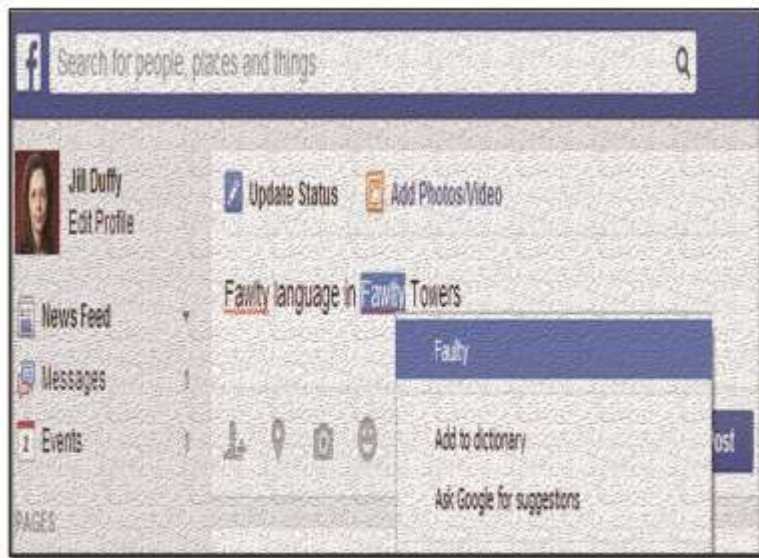 f Search for people, places and things
Jill Duffy
Edit Profile
Update Status Add Photos/Video
Fawlty language in Fawlty Towers
News Feed
Messages
Events
PAGES
Faulty
Add to dictionary
Ask Google for suggestions
ost